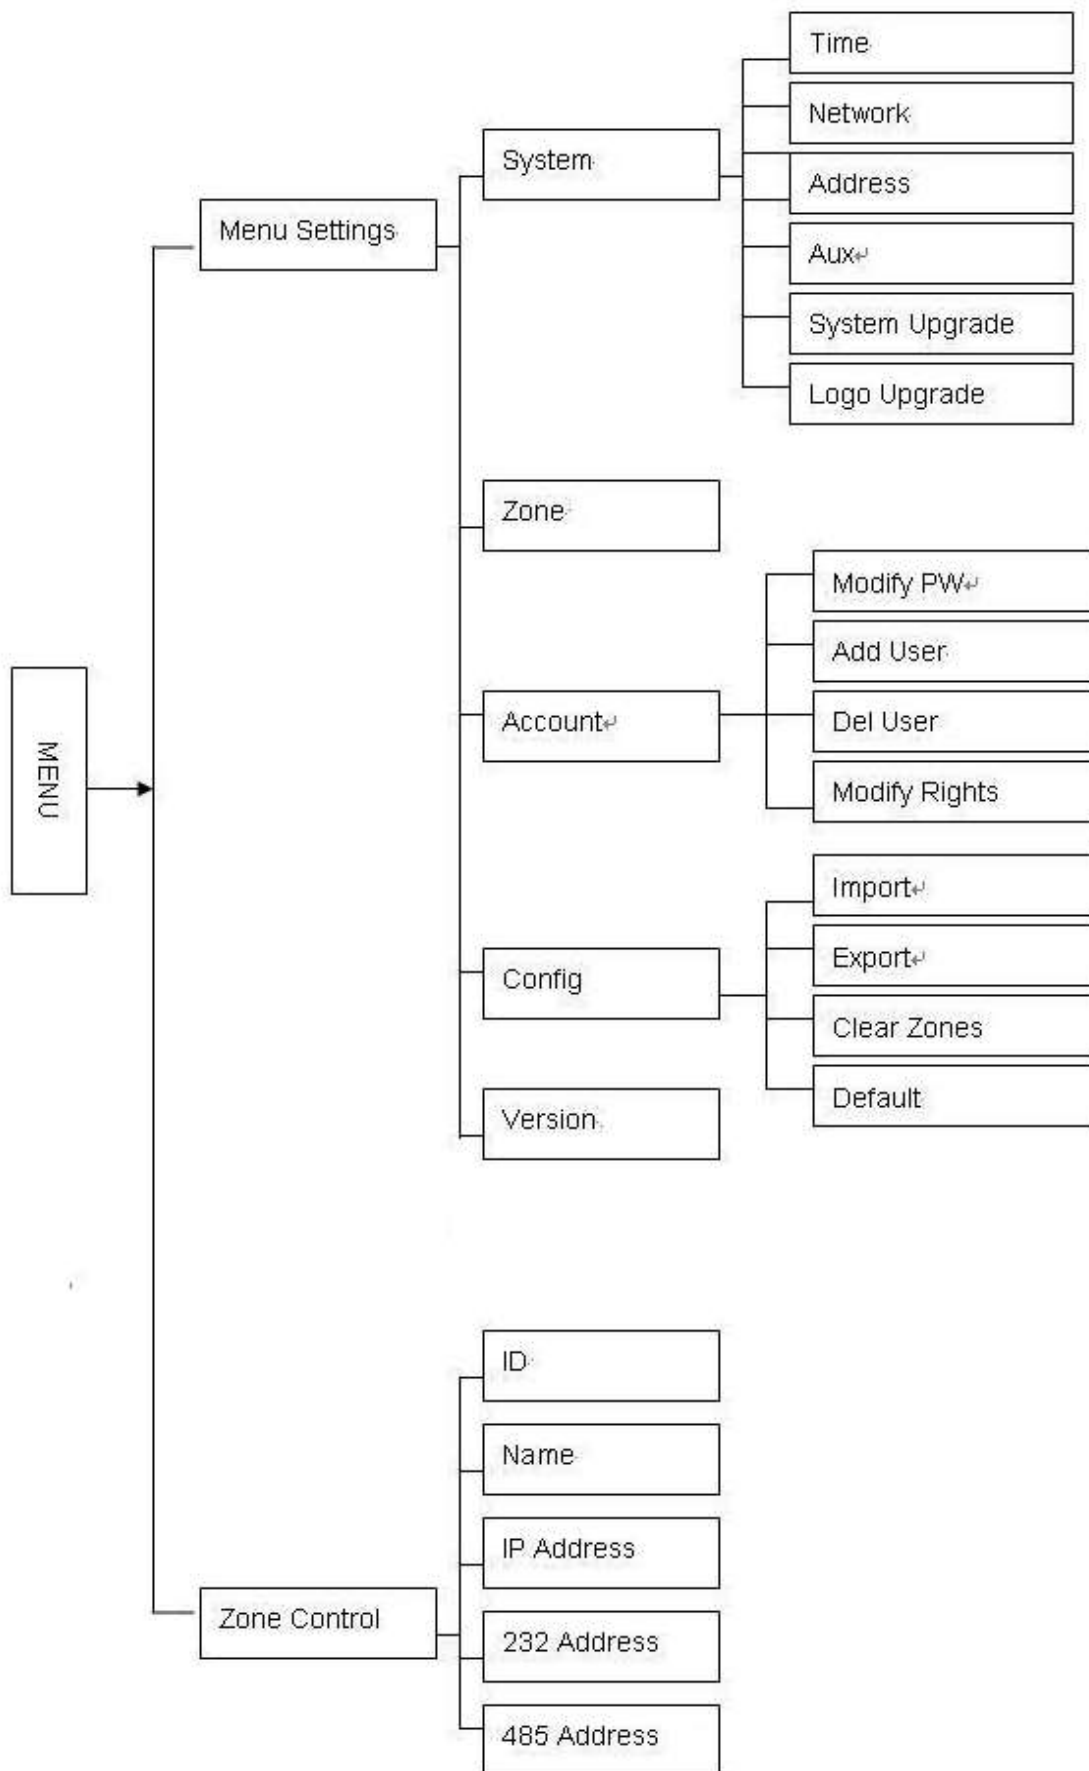 MENU
Menu Settings
System
Time
Network
Address
Aux
System Upgrade
Logo Upgrade
Zone
Account
Modify PW
Add User
Del User
Modify Rights
Config
Import
Export
Clear Zones
Default
Version
Zone Control
ID
Name
IP Address
232 Address
485 Address